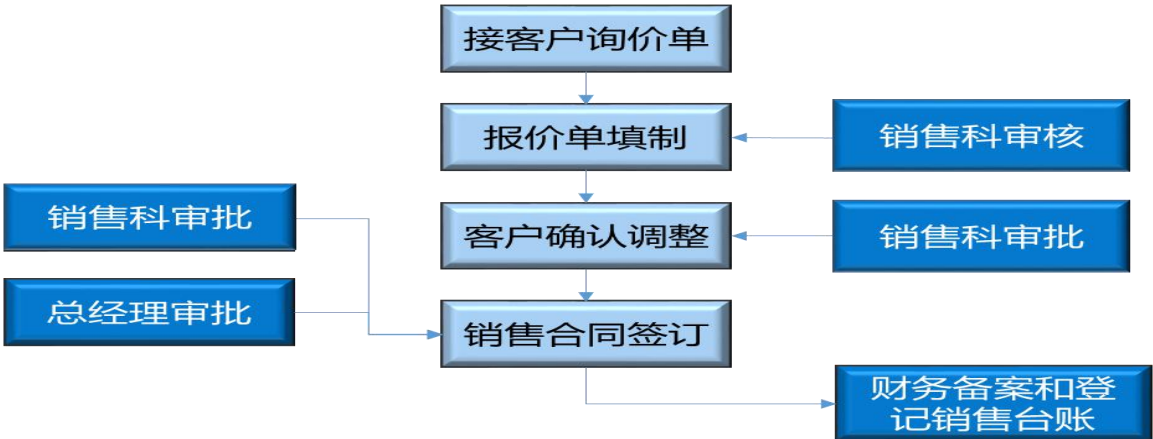 接客户询价单
报价单填制
销售科审核
销售科审批
客户确认调整
销售科审批
总经理审批
销售合同签订
财务备案和登
记销售台账